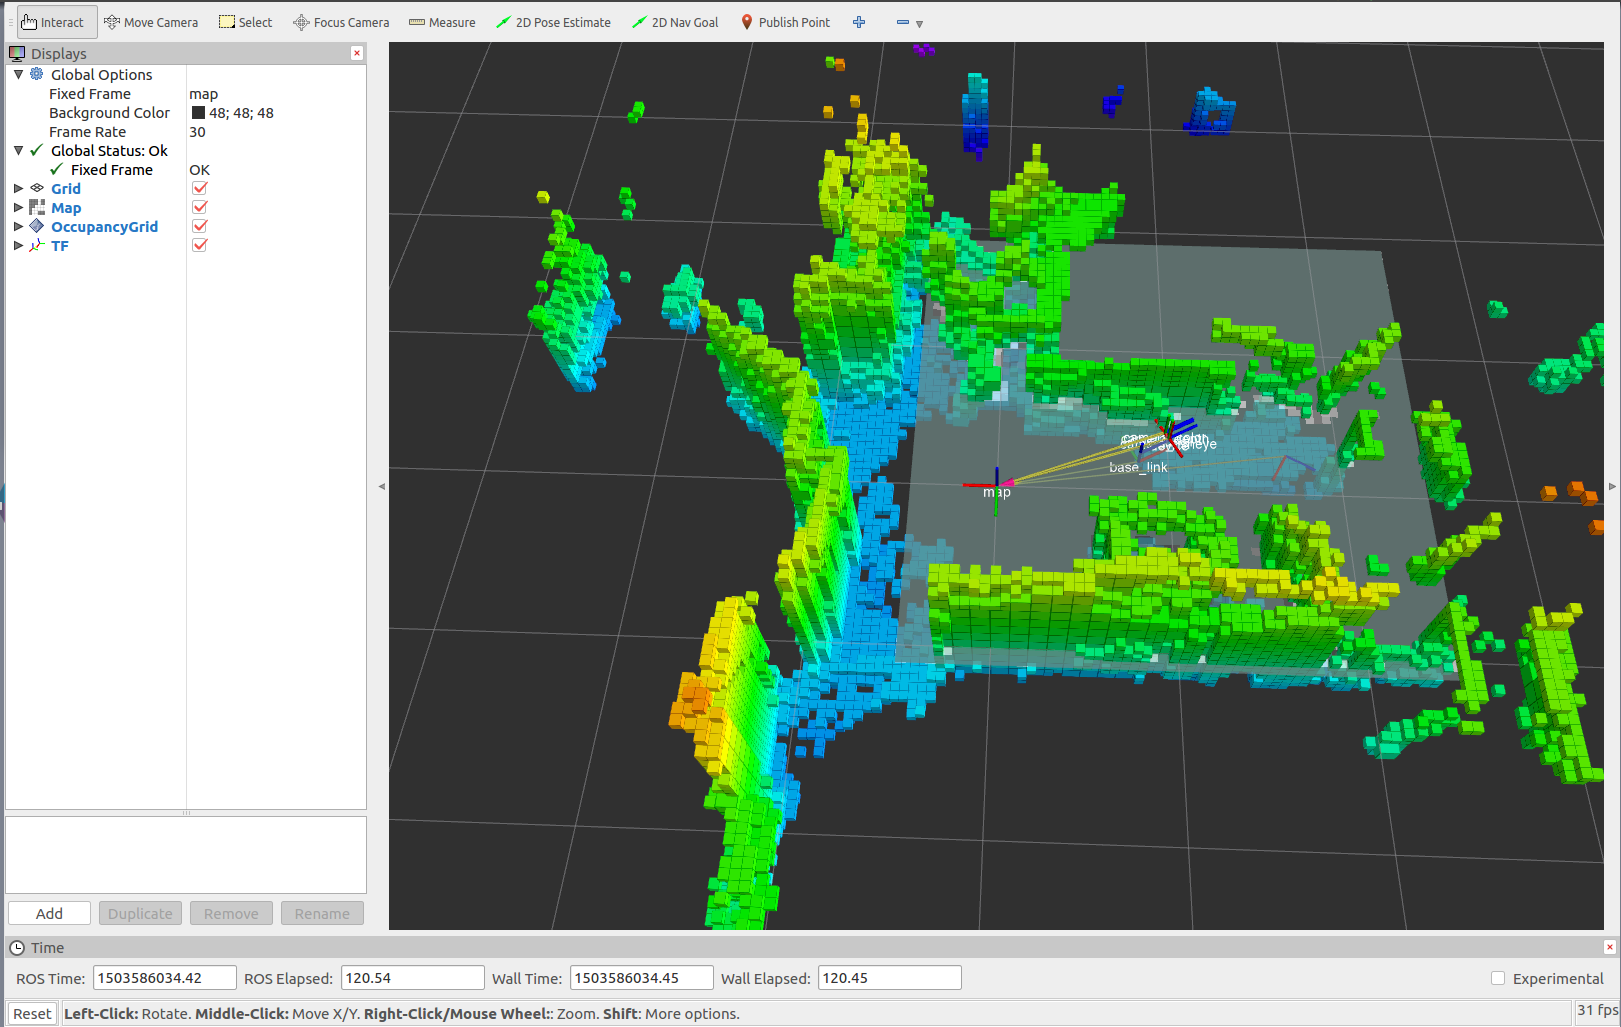 Interact Move Camera Select Focus Camera Measure 2D Pose Estimate 2D Nav Goal Publish Point
Displays
Global Options
Fixed Frame map
Background Color 48; 48; 48
Frame Rate 30
Global Status: Ok
Fixed Frame OK
Grid
Map
OccupancyGrid
TF
base_link
map
Add Duplicate Remove Rename
Time
ROS Time: 1503586034.42 ROS Elapsed: 120.54 Wall Time: 1503586034.45 Wall Elapsed: 120.45 Experimental
Reset Left-Click: Rotate. Middle-Click: Move X/Y. Right-Click/Mouse Wheel:: Zoom. Shift: More options. 31 fps